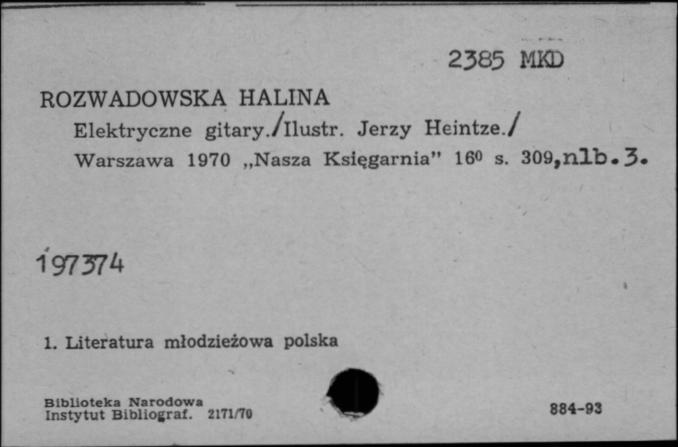 2385 MKD
ROZWADOWSKA HALINA
Elektryczne gitary./Ilustr. Jerzy Heintze./
Warszawa 1970 „Nasza Księgarnia” 16⁰ s. 309,nlb.3.
197374
1. Literatura młodzieżowa polska
Biblioteka Narodowa
Instytut Bibliograf. 2171/70
884-93